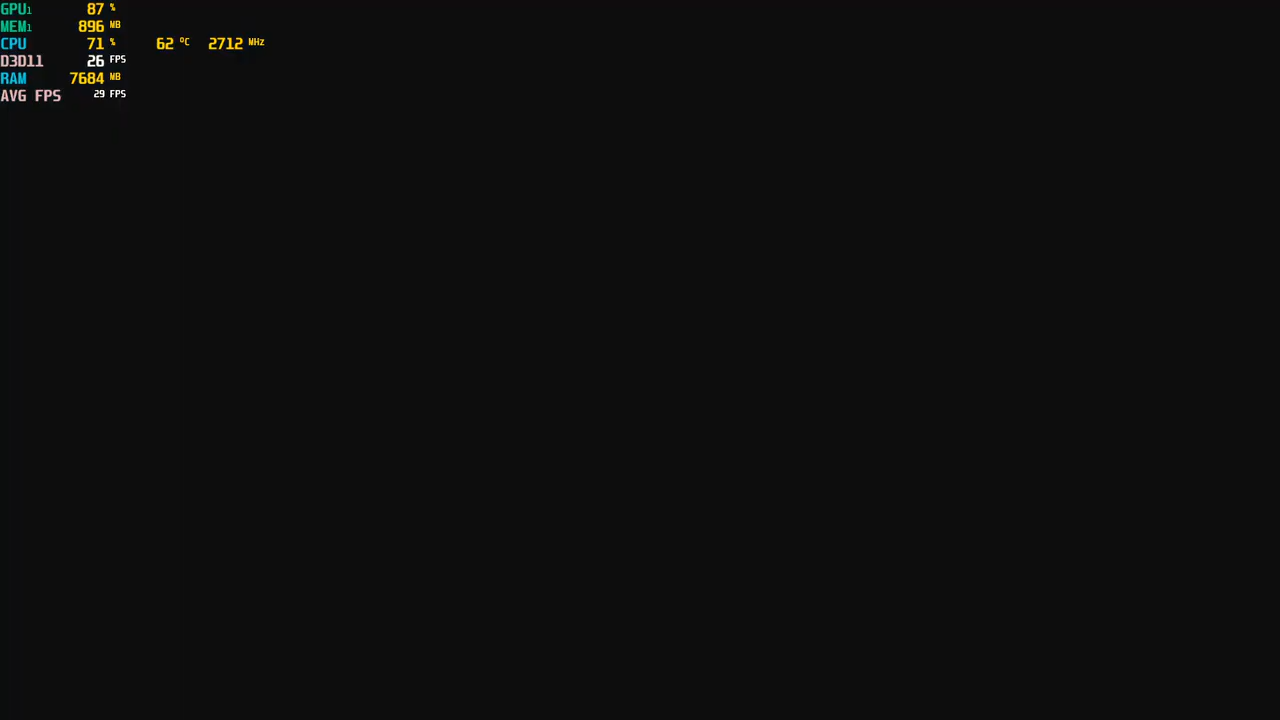 GPU1 87 %
MEM1 896 MB
CPU 71 % 62 °C 2712 MHz
D3D11 26 FPS
RAM 7684 MB
AVG FPS 29 FPS